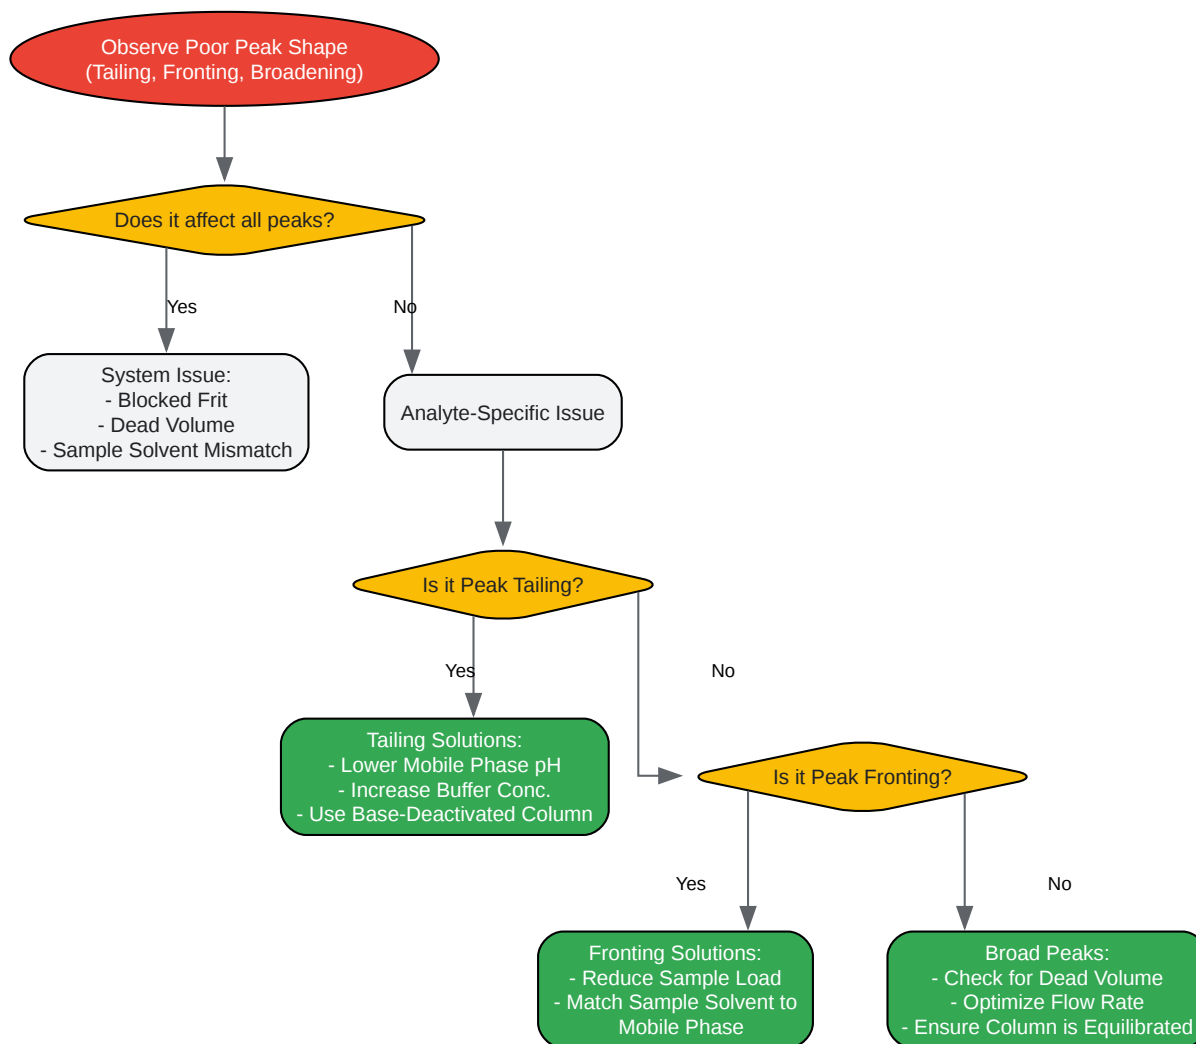 Observe Poor Peak Shape
(Tailing, Fronting, Broadening)
Does it affect all peaks?
Yes
No
System Issue:
- Blocked Frit
- Dead Volume
- Sample Solvent Mismatch
Analyte-Specific Issue
Is it Peak Tailing?
Yes
No
Tailing Solutions:
- Lower Mobile Phase pH
- Increase Buffer Conc.
- Use Base-Deactivated Column
Is it Peak Fronting?
Yes
No
Fronting Solutions:
- Reduce Sample Load
- Match Sample Solvent to
Mobile Phase
Broad Peaks:
- Check for Dead Volume
- Optimize Flow Rate
- Ensure Column is Equilibrated